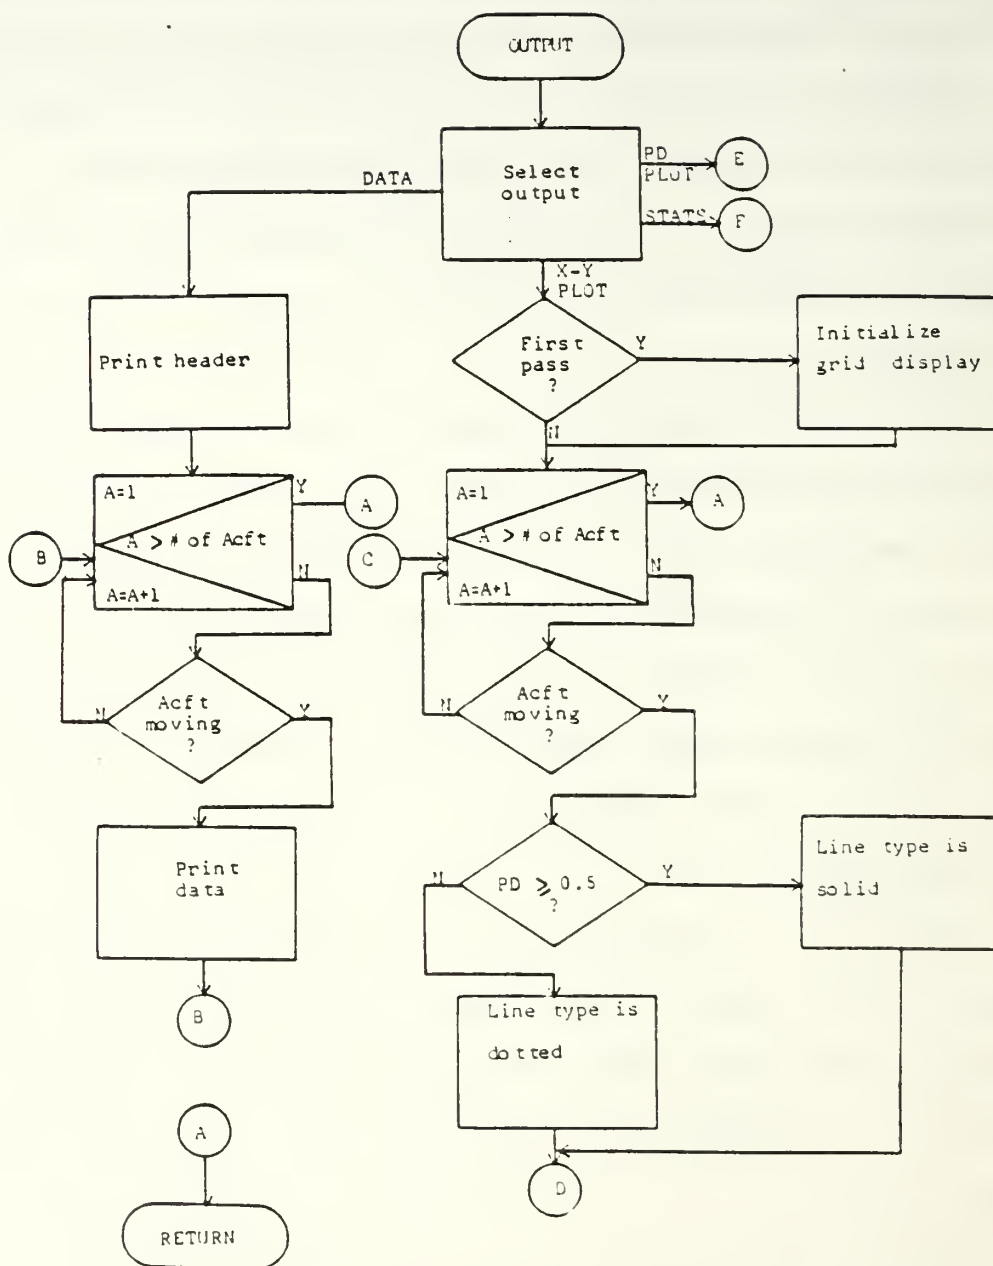 OUTPUT
Select
output
PD
PLOT
E
STATS
F
DATA
X-Y
PLOT
Print header
First
pass
?
Y
Initialize
grid display
N
A=1
Y
A
A > # of Acft
B
N
A=A+1
A=1
Y
A
A > # of Acft
C
N
A=A+1
Acft
moving
?
N
Y
Acft
moving
?
N
Y
Print
data
PD ⩾ 0.5
?
N
Y
Line type is
solid
B
Line type is
dotted
A
D
RETURN